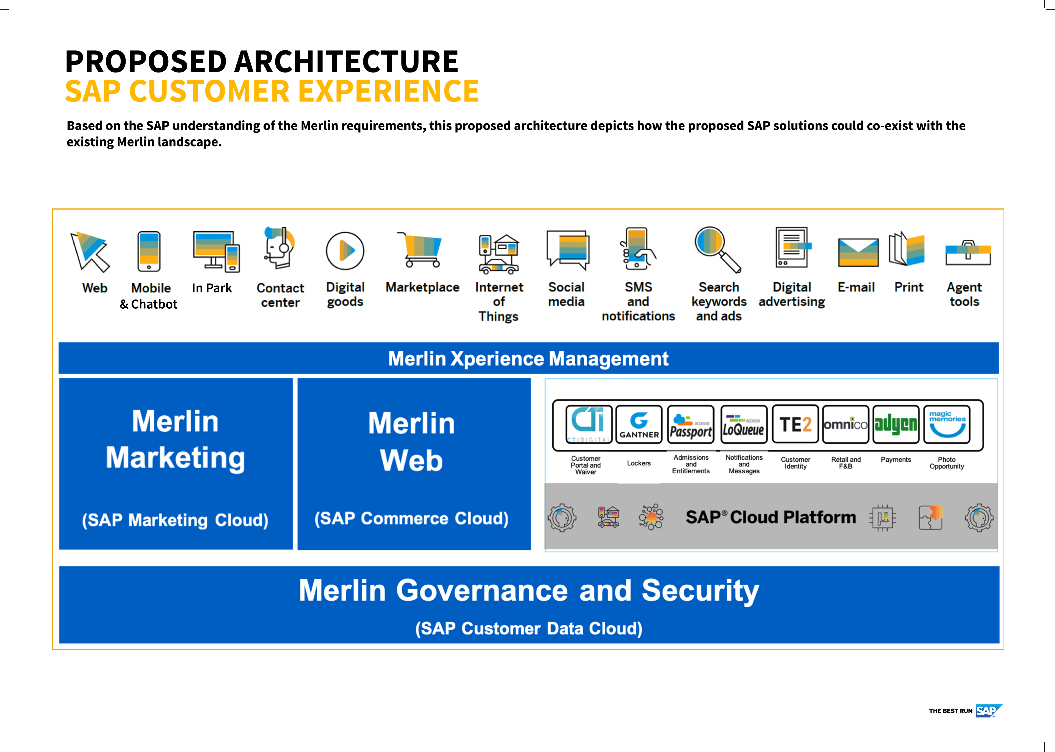 PROPOSED ARCHITECTURE
SAP CUSTOMER EXPERIENCE
Based on the SAP understanding of the Merlin requirements, this proposed architecture depicts how the proposed SAP solutions could co-exist with the
existing Merlin landscape.
Web
Mobile
& Chatbot
In Park
Contact
center
Digital
goods
Marketplace
Internet
of
Things
Social
media
SMS
and
notifications
Search
keywords
and ads
Digital
advertising
E-mail
Print
Agent
tools
Merlin Xperience Management
Merlin
Marketing
(SAP Marketing Cloud)
Merlin
Web
(SAP Commerce Cloud)
CTi
CTIDIGITAL
GANTNER
accesso
Passport
accesso
LoQueue
TE2
omnico
adyen
magic
memories
Customer
Portal and
Waiver
Lockers
Admissions
and
Entitlements
Notifications
and
Messages
Customer
Identity
Retail and
F&B
Payments
Photo
Opportunity
SAP® Cloud Platform
Merlin Governance and Security
(SAP Customer Data Cloud)
THE BEST RUN SAP